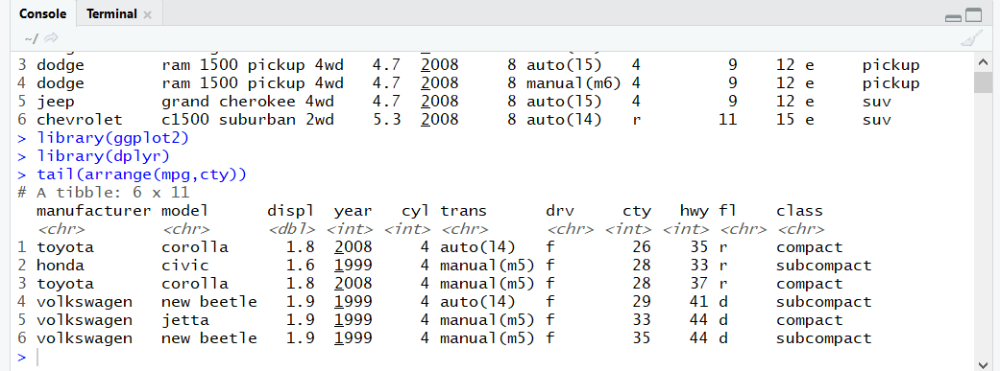 Console Terminal ×
~/
3 dodge ram 1500 pickup 4wd 4.7 2008 8 auto(l5) 4 9 12 e pickup
4 dodge ram 1500 pickup 4wd 4.7 2008 8 manual(m6) 4 9 12 e pickup
5 jeep grand cherokee 4wd 4.7 2008 8 auto(l5) 4 9 12 e suv
6 chevrolet c1500 suburban 2wd 5.3 2008 8 auto(l4) r 11 15 e suv
> library(ggplot2)
> library(dplyr)
> tail(arrange(mpg,cty))
# A tibble: 6 x 11
manufacturer model displ year cyl trans drv cty hwy fl class
<chr> <chr> <dbl> <int> <int> <chr> <chr> <int> <int> <chr> <chr>
1 toyota corolla 1.8 2008 4 auto(l4) f 26 35 r compact
2 honda civic 1.6 1999 4 manual(m5) f 28 33 r subcompact
3 toyota corolla 1.8 2008 4 manual(m5) f 28 37 r compact
4 volkswagen new beetle 1.9 1999 4 auto(l4) f 29 41 d subcompact
5 volkswagen jetta 1.9 1999 4 manual(m5) f 33 44 d compact
6 volkswagen new beetle 1.9 1999 4 manual(m5) f 35 44 d subcompact
>